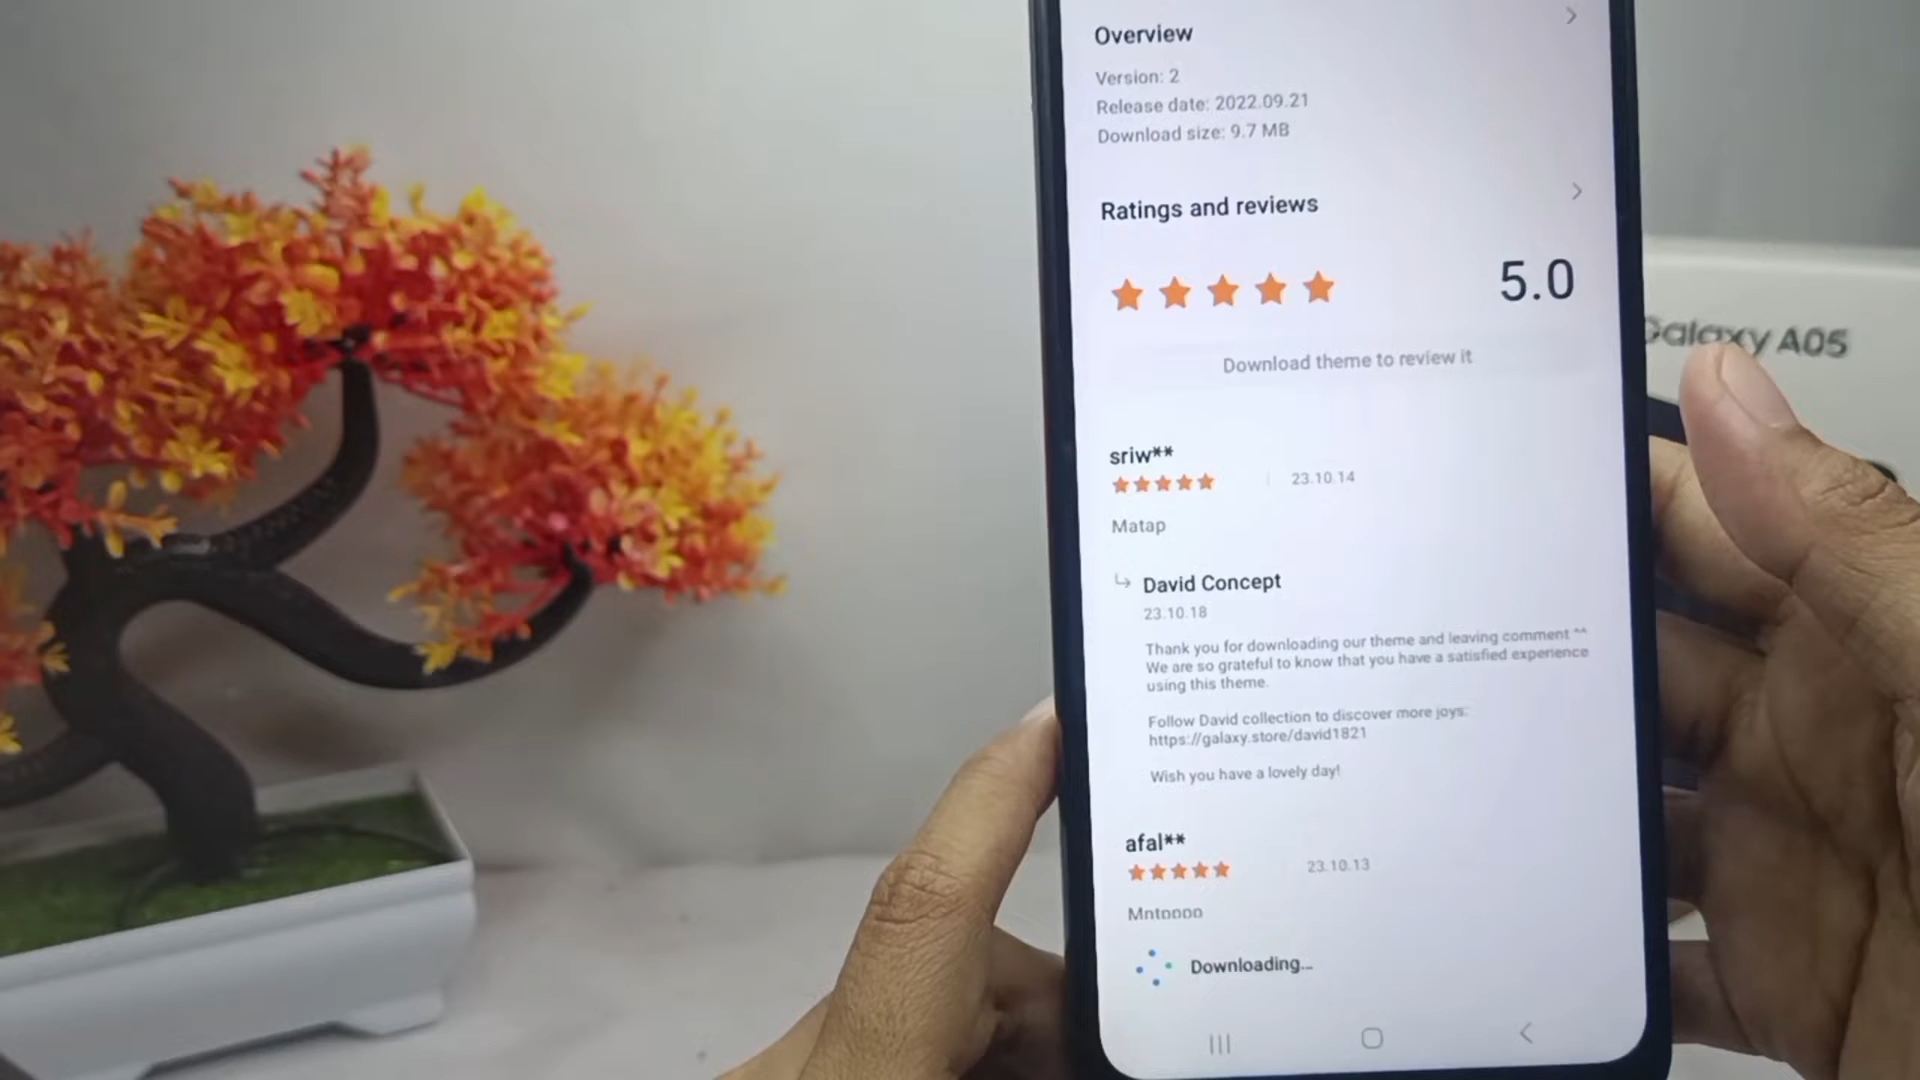 Overview
Version: 2
Release date: 2022.09.21
Download size: 9.7 MB
Ratings and reviews
5.0
Download theme to review it
sriw**
23.10.14
Matap
David Concept
23.10.18
Thank you for downloading our theme and leaving comment ^^
We are so grateful to know that you have a satisfied experience
using this theme.
Follow David collection to discover more joys:
https://galaxy.store/david1821
Wish you have a lovely day!
afal**
23.10.13
Downloading...
Galaxy A05